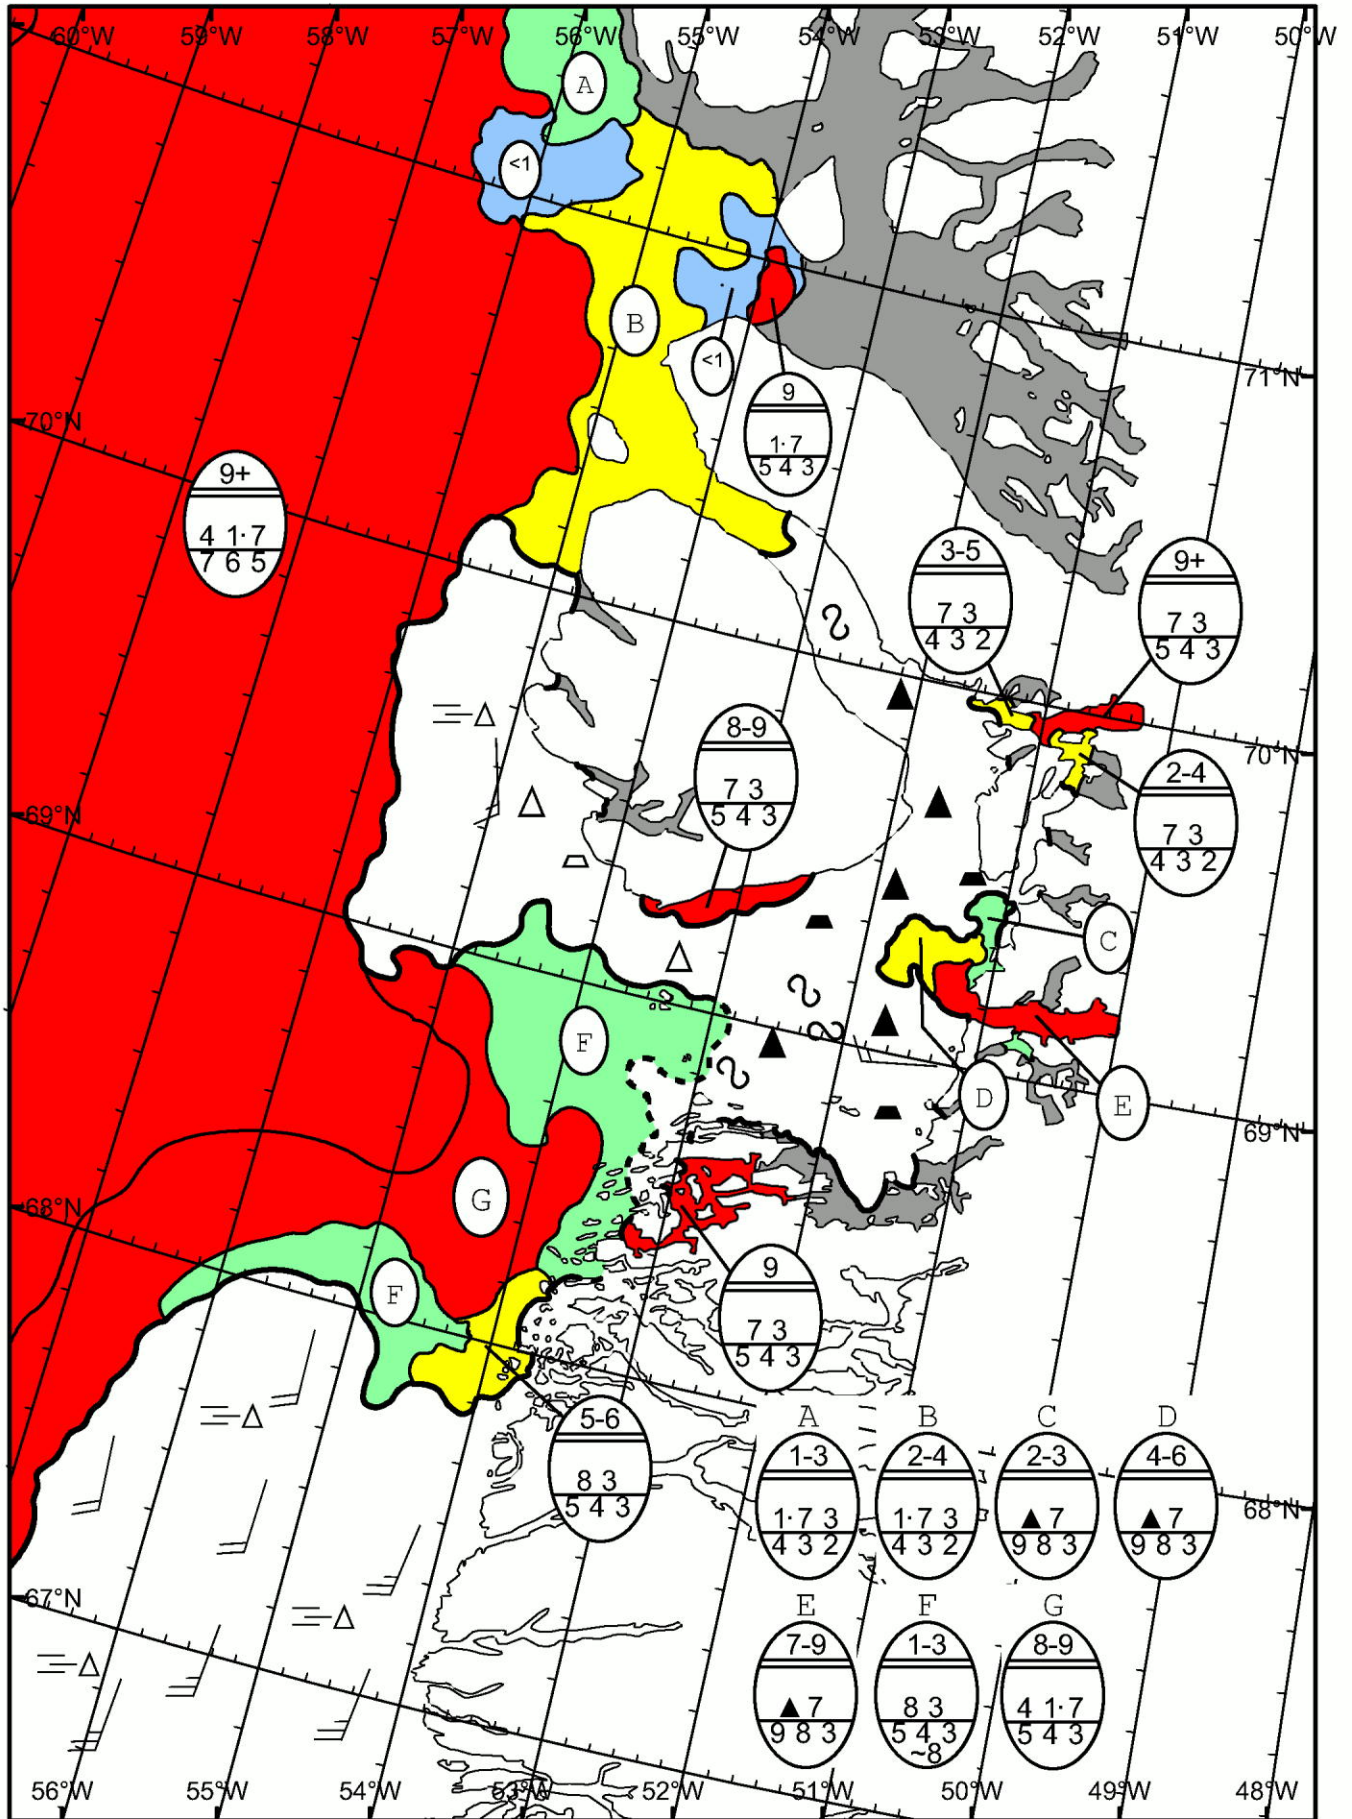 60°W 59°W 58°W 57°W 56°W 55°W 54°W 53°W 52°W 51°W 50°W
A
<1
B
<1
71°N
9
1·7
5 4 3
70°N
9+
4 1·7
7 6 5
3-5
7 3
4 3 2
9+
7 3
5 4 3
8-9
7 3
5 4 3
70°N
2-4
7 3
4 3 2
69°N
C
F
D
E
69°N
G
68°N
F
9
7 3
5 4 3
5-6
8 3
5 4 3
A B C D
1-3 2-4 2-3 4-6
1·7 3 1·7 3 ▲7 ▲7
4 3 2 4 3 2 9 8 3 9 8 3
68°N
67°N
E F G
7-9 1-3 8-9
▲7 8 3 4 1·7
9 8 3 5 4 3 5 4 3
~8
56°W 55°W 54°W 53°W 52°W 51°W 50°W 49°W 48°W